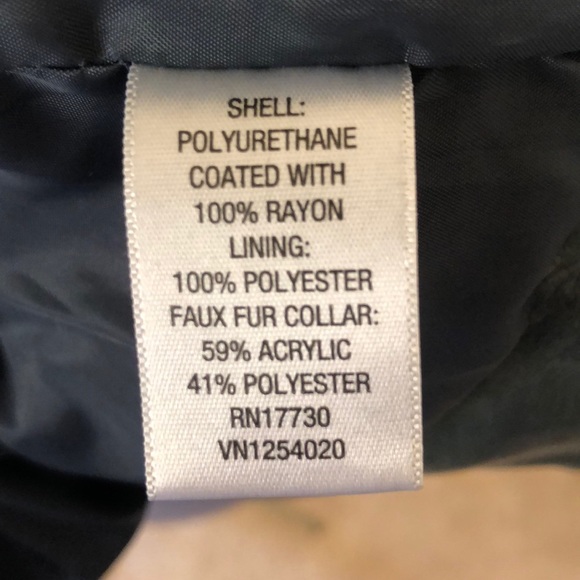 SHELL:
POLYURETHANE
COATED WITH
100% RAYON
LINING:
100% POLYESTER
FAUX FUR COLLAR:
59% ACRYLIC
41% POLYESTER
RN17730
VN1254020